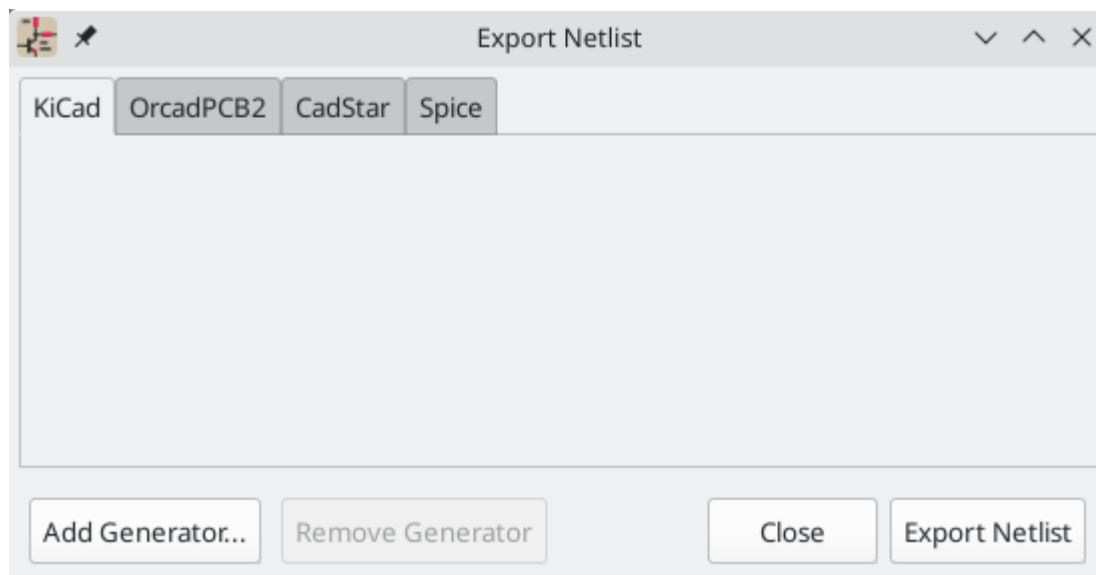 Export Netlist
KiCad OrcadPCB2 CadStar Spice
Add Generator... Remove Generator Close Export Netlist